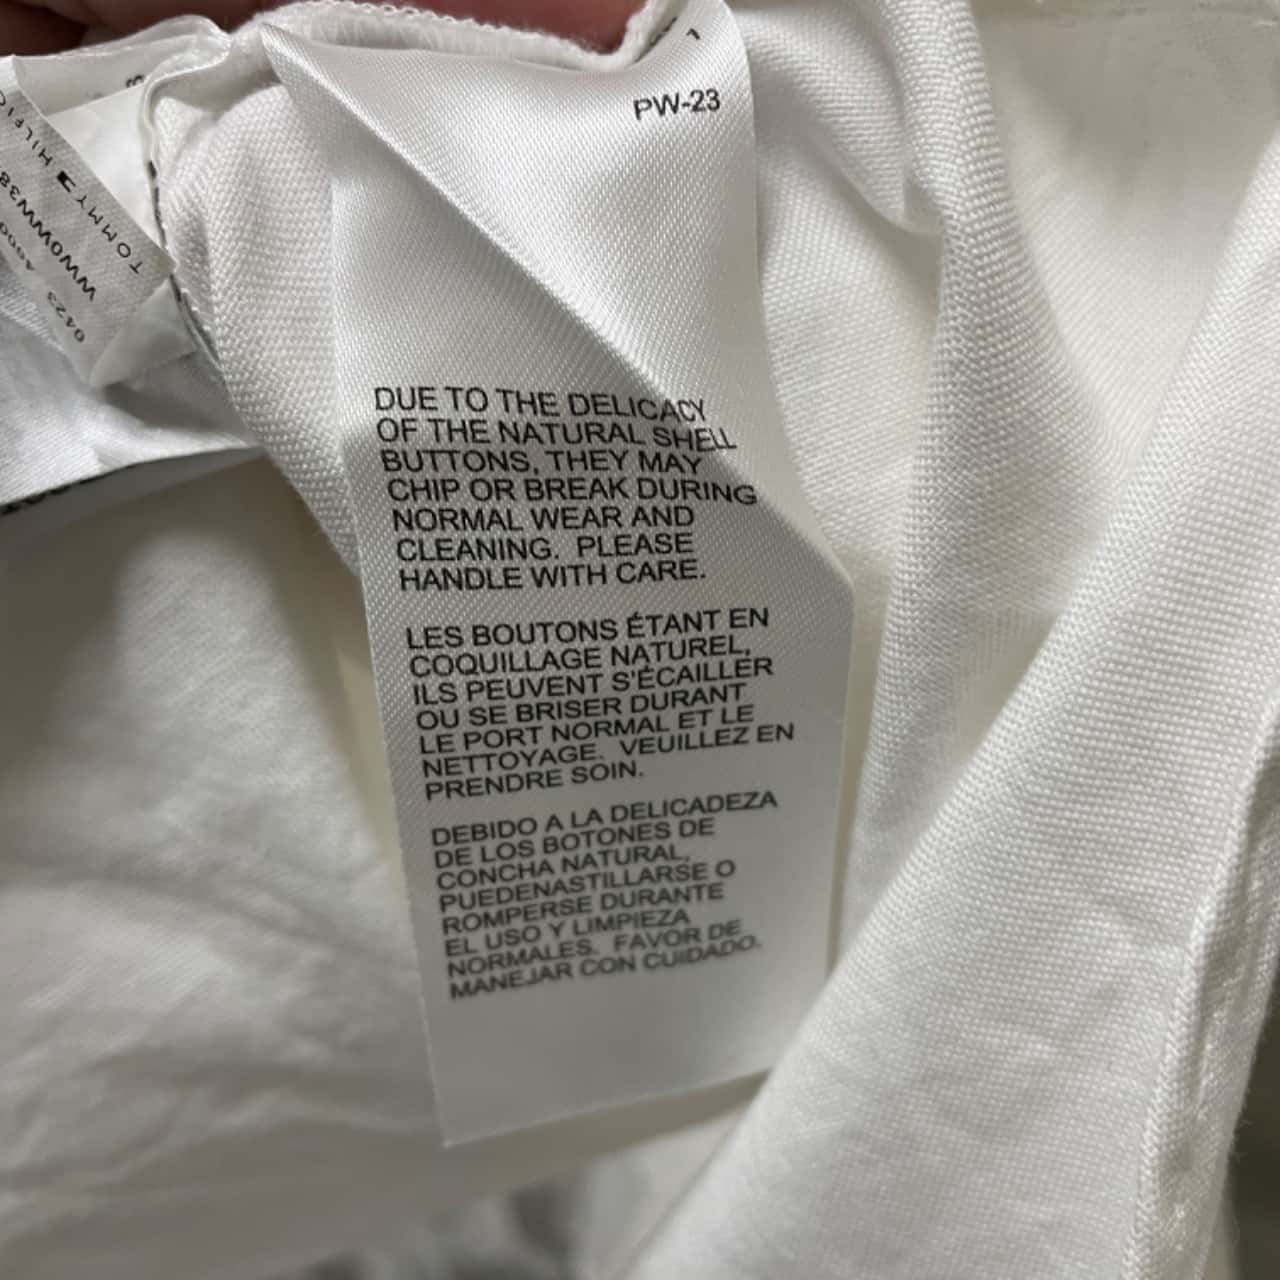 PW-23
DUE TO THE DELICACY
OF THE NATURAL SHELL
BUTTONS, THEY MAY
CHIP OR BREAK DURING
NORMAL WEAR AND
CLEANING. PLEASE
HANDLE WITH CARE.
LES BOUTONS ÉTANT EN
COQUILLAGE NATUREL,
ILS PEUVENT S'ÉCAILLER
OU SE BRISER DURANT
LE PORT NORMAL ET LE
NETTOYAGE. VEUILLEZ EN
PRENDRE SOIN.
DEBIDO A LA DELICADEZA
DE LOS BOTONES DE
CONCHA NATURAL,
PUEDENASTILLARSE O
ROMPERSE DURANTE
EL USO Y LIMPIEZA
NORMALES. FAVOR DE
MANEJAR CON CUIDADO.
TOMMY
0423